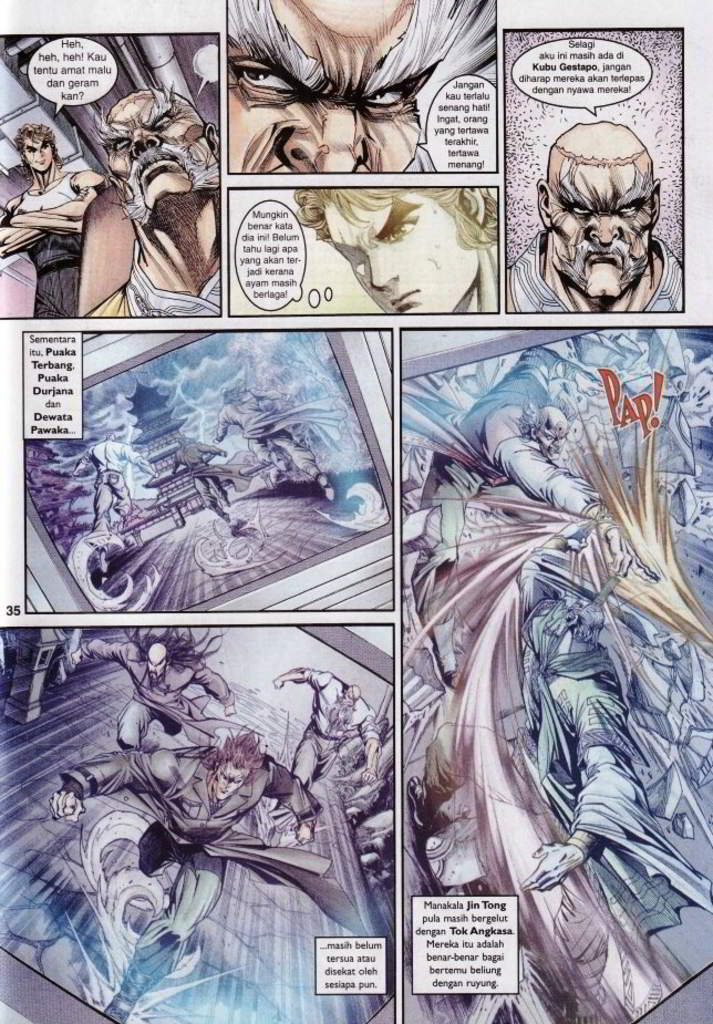 Heh,
heh, heh! Kau
tentu amat malu
dan geram
kan?
Jangan
kau terlalu
senang hati!
Ingat, orang
yang tertawa
terakhir,
tertawa
menang!
Selagi
aku ini masih ada di
Kubu Gestapo, jangan
diharap mereka akan terlepas
dengan nyawa mereka!
Mungkin
benar kata
dia ini! Belum
tahu lagi apa
yang akan ter-
jadi kerana
ayam masih
berlaga!
Sementara
itu, Puaka
Terbang,
Puaka
Durjana
dan
Dewata
Pawaka...
PAP!
35
...masih belum
tersua atau
disekat oleh
sesiapa pun.
Manakala Jin Tong
pula masih bergelut
dengan Tok Angkasa.
Mereka itu adalah
benar-benar bagai
bertemu beliung
dengan ruyung.